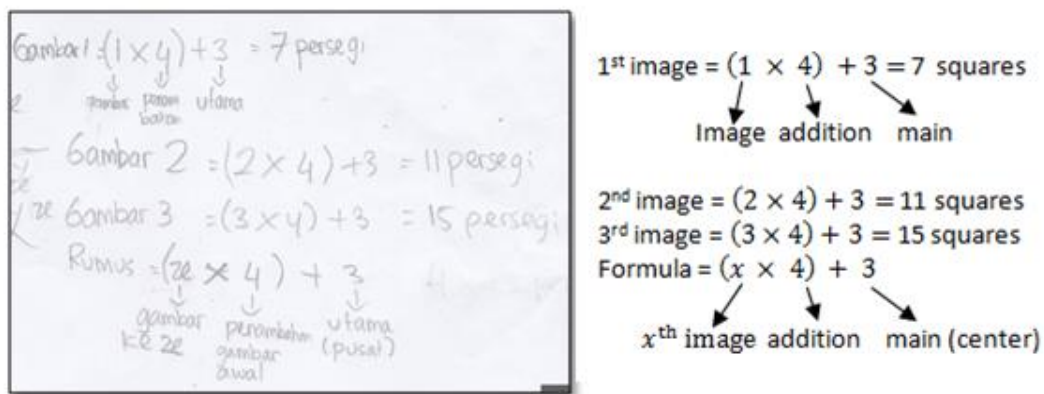 Gambar 1 = (1 x 4) + 3 = 7 persegi
gambar peram bahan utama
Gambar 2 = (2 x 4) + 3 = 11 persegi
Gambar 3 = (3 x 4) + 3 = 15 persegi
Rumus = (x × 4) + 3
gambar ke x perambahan gambar awal utama (pusat)
1st image = (1 × 4) + 3 = 7 squares
Image addition main
2nd image = (2 × 4) + 3 = 11 squares
3rd image = (3 × 4) + 3 = 15 squares
Formula = (x × 4) + 3
xth image addition main (center)